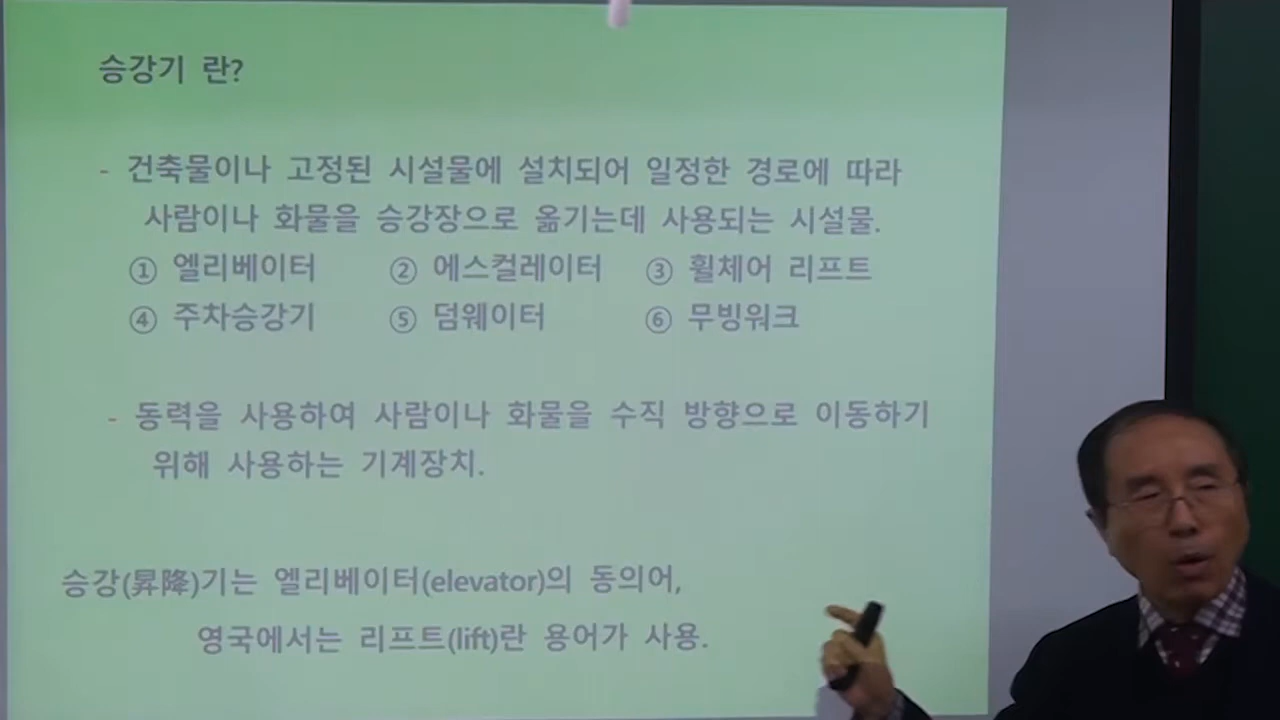 승강기 란?
- 건축물이나 고정된 시설물에 설치되어 일정한 경로에 따라
사람이나 화물을 승강장으로 옮기는데 사용되는 시설물.
① 엘리베이터 ② 에스컬레이터 ③ 휠체어 리프트
④ 주차승강기 ⑤ 덤웨이터 ⑥ 무빙워크
- 동력을 사용하여 사람이나 화물을 수직 방향으로 이동하기
위해 사용하는 기계장치.
승강(昇降)기는 엘리베이터(elevator)의 동의어,
영국에서는 리프트(lift)란 용어가 사용.